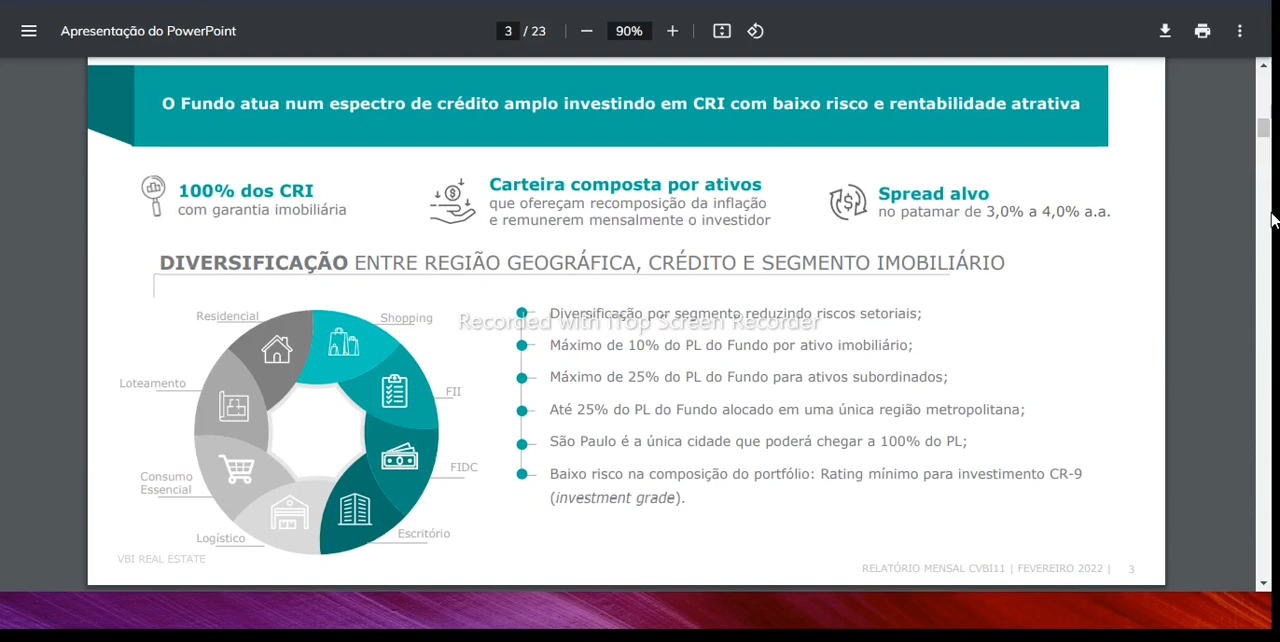 Apresentação do PowerPoint
3 / 23
90%
O Fundo atua num espectro de crédito amplo investindo em CRI com baixo risco e rentabilidade atrativa
100% dos CRI
com garantia imobiliária
Carteira composta por ativos
que ofereçam recomposição da inflação
e remunerem mensalmente o investidor
Spread alvo
no patamar de 3,0% a 4,0% a.a.
DIVERSIFICAÇÃO ENTRE REGIÃO GEOGRÁFICA, CRÉDITO E SEGMENTO IMOBILIÁRIO
Residencial
Shopping
Loteamento
FII
Consumo
Essencial
FIDC
Logístico
Escritório
Diversificação por segmento reduzindo riscos setoriais;
Recorded with iTop Screen Recorder
Máximo de 10% do PL do Fundo por ativo imobiliário;
Máximo de 25% do PL do Fundo para ativos subordinados;
Até 25% do PL do Fundo alocado em uma única região metropolitana;
São Paulo é a única cidade que poderá chegar a 100% do PL;
Baixo risco na composição do portfólio: Rating mínimo para investimento CR-9
(investment grade).
VBI REAL ESTATE
RELATÓRIO MENSAL CVBI11 | FEVEREIRO 2022 | 3